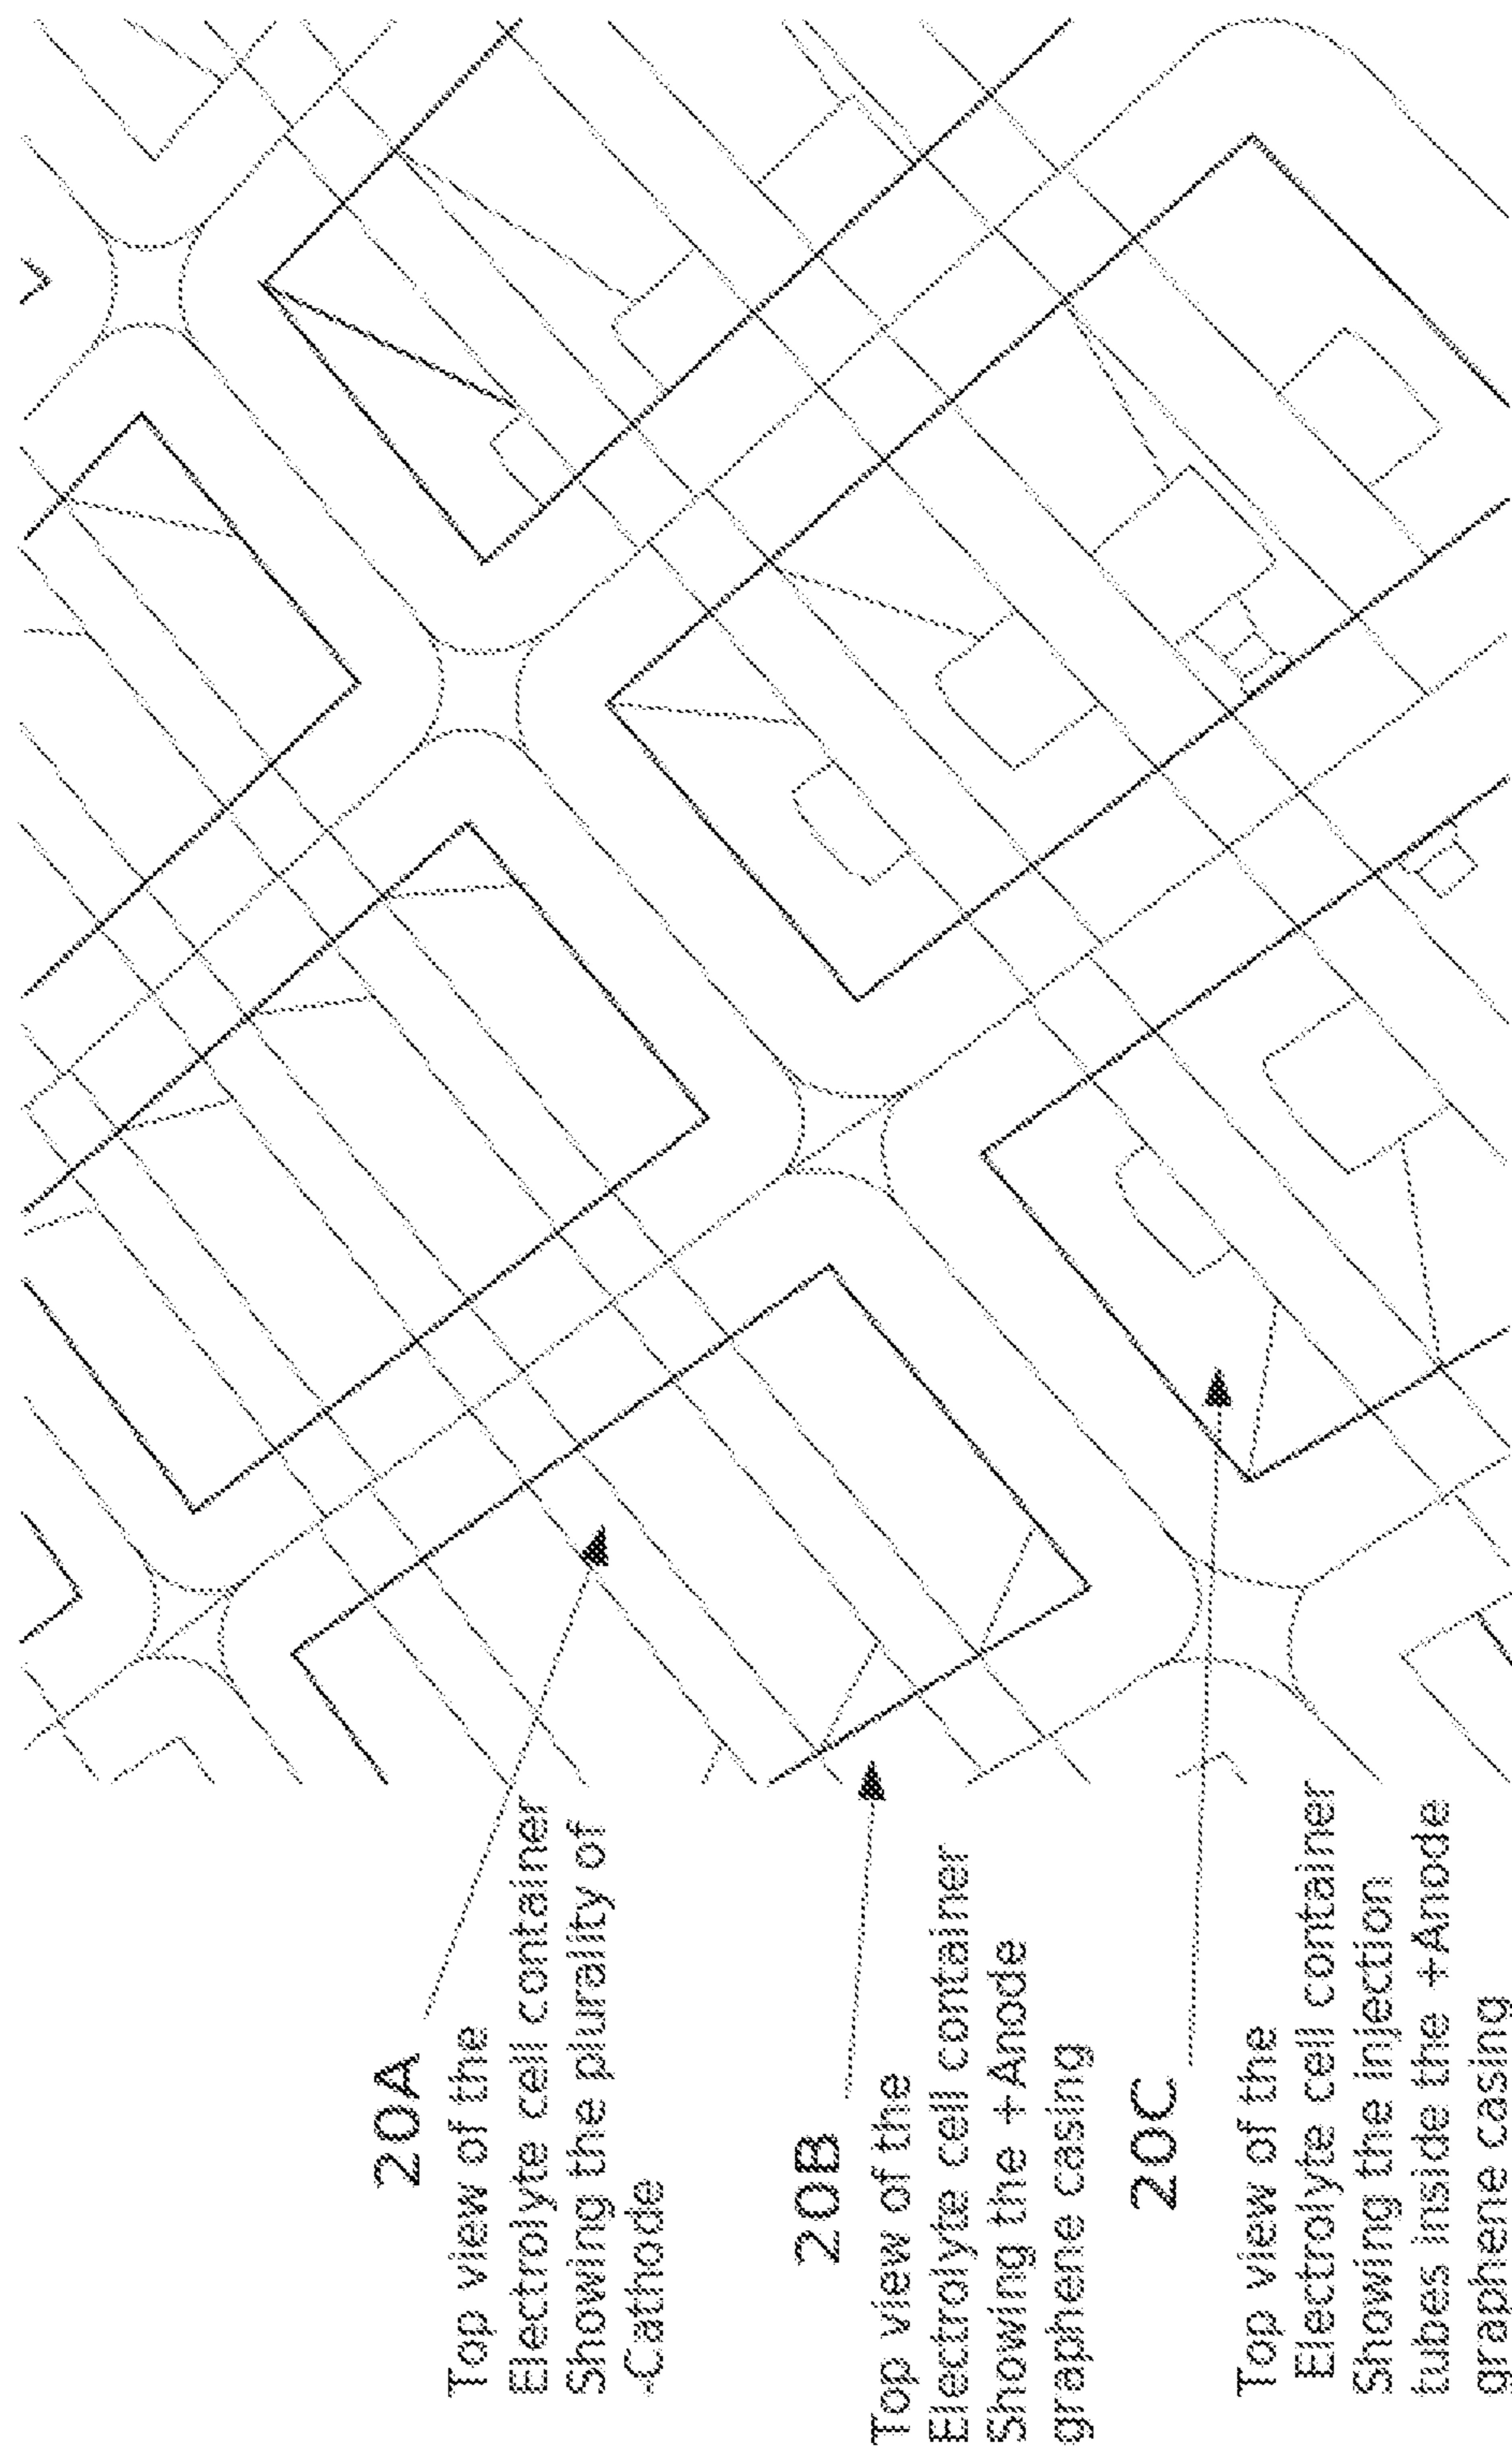 20A
Top view of the
Electrolyte cell container
Showing the plurality of
-Cathode
20B
Top view of the
Electrolyte cell container
Showing the +Anode
graphene casing
20C
Top view of the
Electrolyte cell container
Showing the injection
tubes inside the +Anode
graphene casing